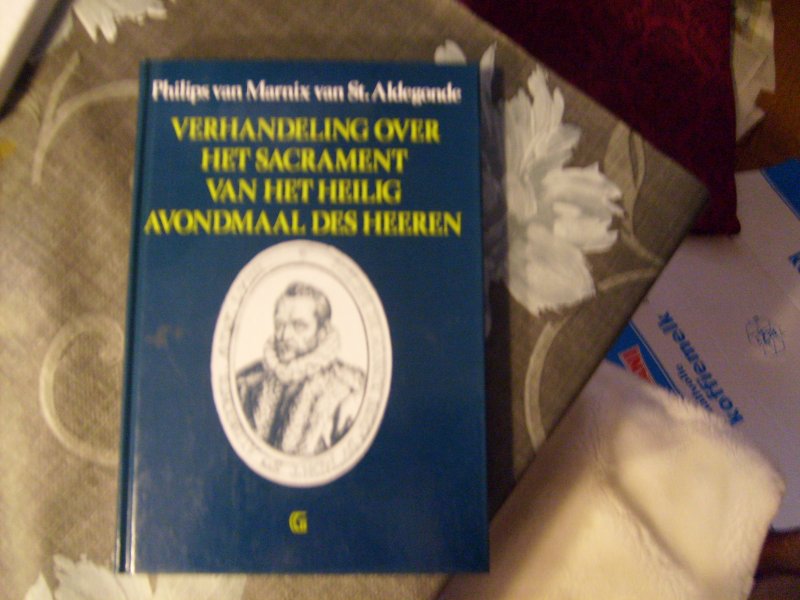 Philips van Marnix van St. Aldegonde
VERHANDELING OVER
HET SACRAMENT
VAN HET HEILIG
AVONDMAAL DES HEEREN
G
koffiemelk